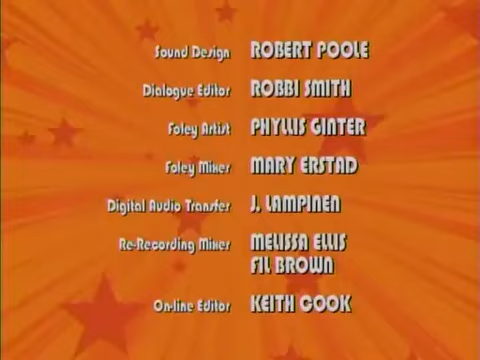 Sound Design ROBERT POOLE
Dialogue Editor ROBBI SMITH
Foley Artist PHYLLIS GINTER
Foley Mixer MARY ERSTAD
Digital Audio Transfer J. LAMPINEN
Re-Recording Mixer MELISSA ELLIS
FIL BROWN
On-line Editor KEITH COOK